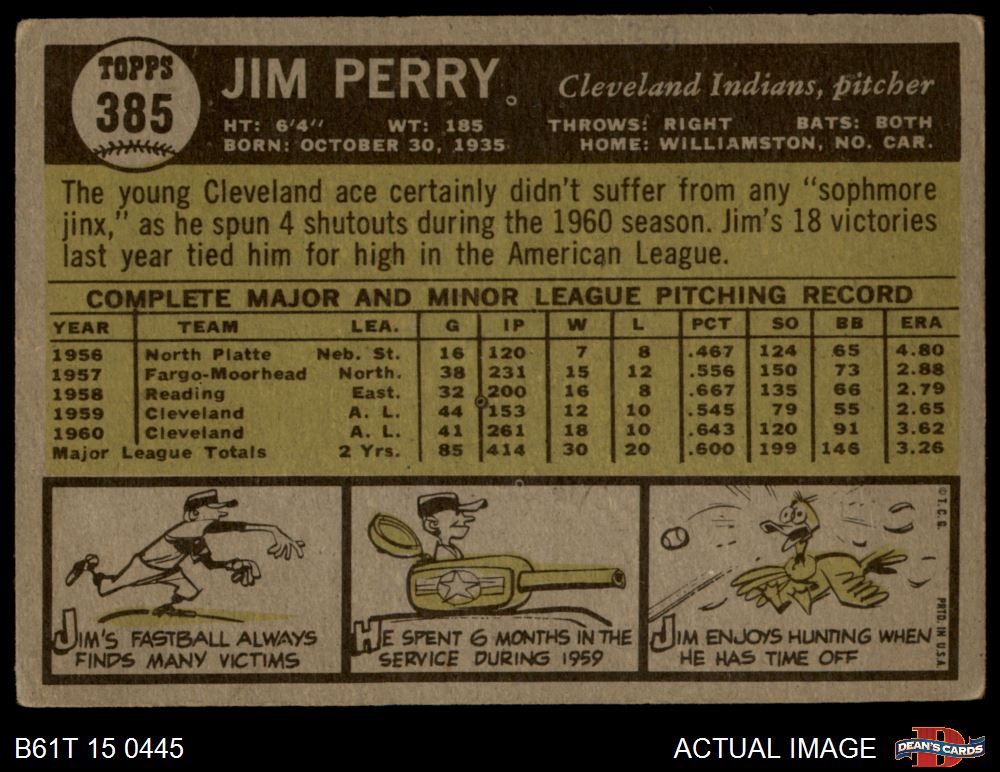 TOPPS
385
JIM PERRY
Cleveland Indians, pitcher
HT: 6'4" WT: 185 THROWS: RIGHT BATS: BOTH
BORN: OCTOBER 30, 1935 HOME: WILLIAMSTON, NO. CAR.
The young Cleveland ace certainly didn't suffer from any "sophmore
jinx," as he spun 4 shutouts during the 1960 season. Jim's 18 victories
last year tied him for high in the American League.
COMPLETE MAJOR AND MINOR LEAGUE PITCHING RECORD
YEAR TEAM LEA. G IP W L PCT SO BB ERA
1956 North Platte Neb. St. 16 120 7 8 .467 124 65 4.80
1957 Fargo-Moorhead North. 38 231 15 12 .556 150 73 2.88
1958 Reading East. 32 200 16 8 .667 135 66 2.79
1959 Cleveland A. L. 44 153 12 10 .545 79 55 2.65
1960 Cleveland A. L. 41 261 18 10 .643 120 91 3.62
Major League Totals 2 Yrs. 85 414 30 20 .600 199 146 3.26
JIM'S FASTBALL ALWAYS
FINDS MANY VICTIMS
HE SPENT 6 MONTHS IN THE
SERVICE DURING 1959
JIM ENJOYS HUNTING WHEN
HE HAS TIME OFF
© T.C.G. PRTD. IN U.S.A.
B61T 15 0445
ACTUAL IMAGE
D
DEAN'S CARDS